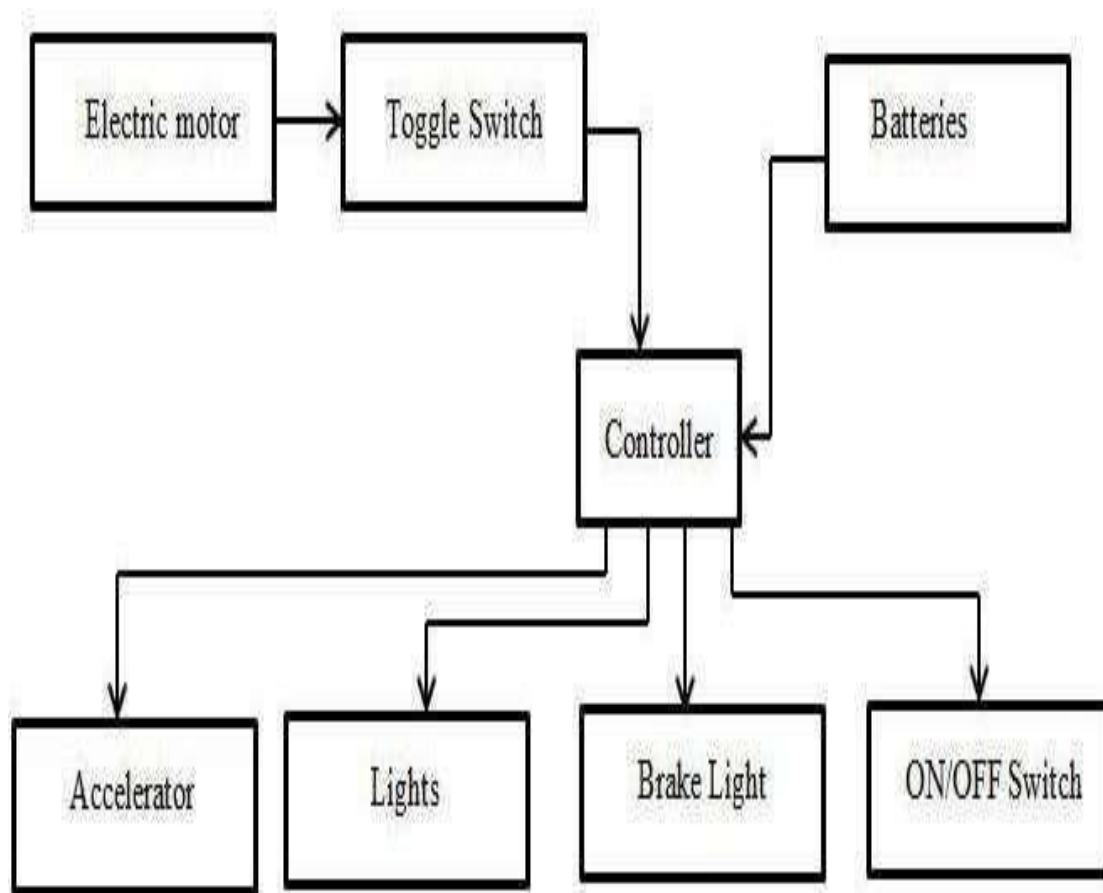 Electric motor
Toggle Switch
Batteries
Controller
Accelerator
Lights
Brake Light
ON/OFF Switch